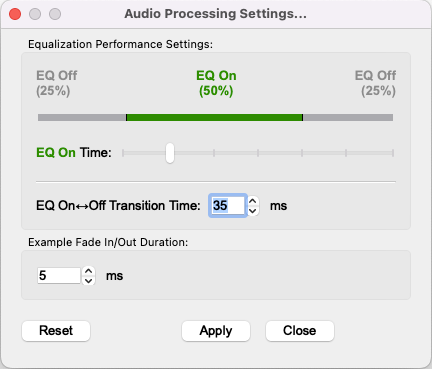 Audio Processing Settings...
Equalization Performance Settings:
EQ Off EQ On EQ Off
(25%) (50%) (25%)
EQ On Time:
EQ On↔Off Transition Time: 35 ms
Example Fade In/Out Duration:
5 ms
Reset Apply Close